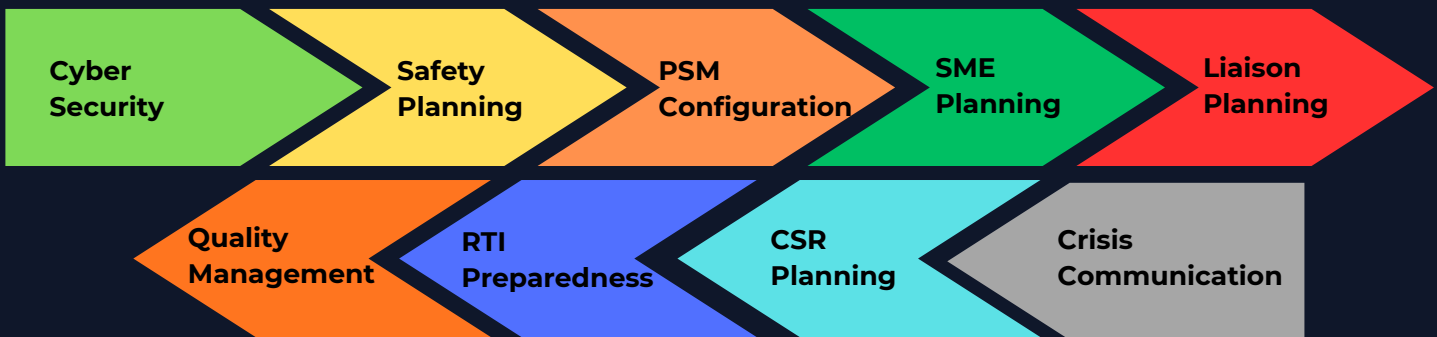 Cyber
Security
Safety
Planning
PSM
Configuration
SME
Planning
Liaison
Planning
Quality
Management
RTI
Preparedness
CSR
Planning
Crisis
Communication